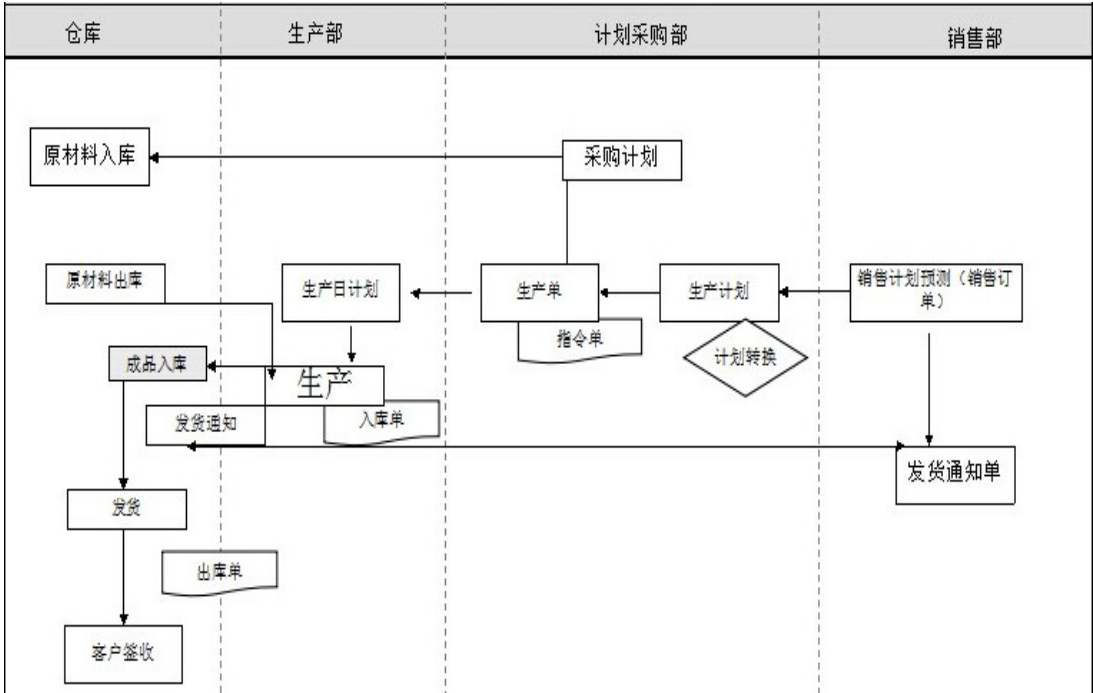 仓库
生产部
计划采购部
销售部
原材料入库
采购计划
原材料出库
生产日计划
生产单
生产计划
销售计划预测（销售订
单）
指令单
计划转换
成品入库
生产
发货通知
入库单
发货通知单
发货
出库单
客户签收